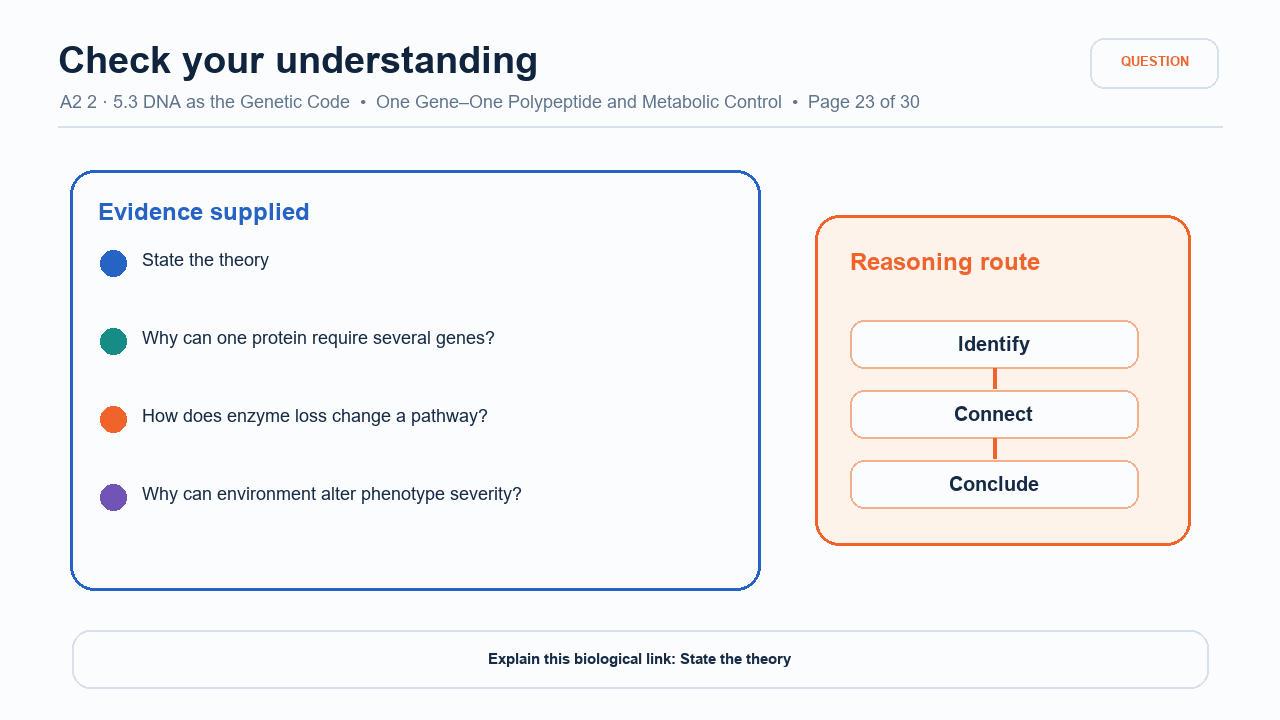 Check your understanding
QUESTION
A2 2 · 5.3 DNA as the Genetic Code • One Gene–One Polypeptide and Metabolic Control • Page 23 of 30
Evidence supplied
State the theory
Why can one protein require several genes?
How does enzyme loss change a pathway?
Why can environment alter phenotype severity?
Reasoning route
Identify
Connect
Conclude
Explain this biological link: State the theory